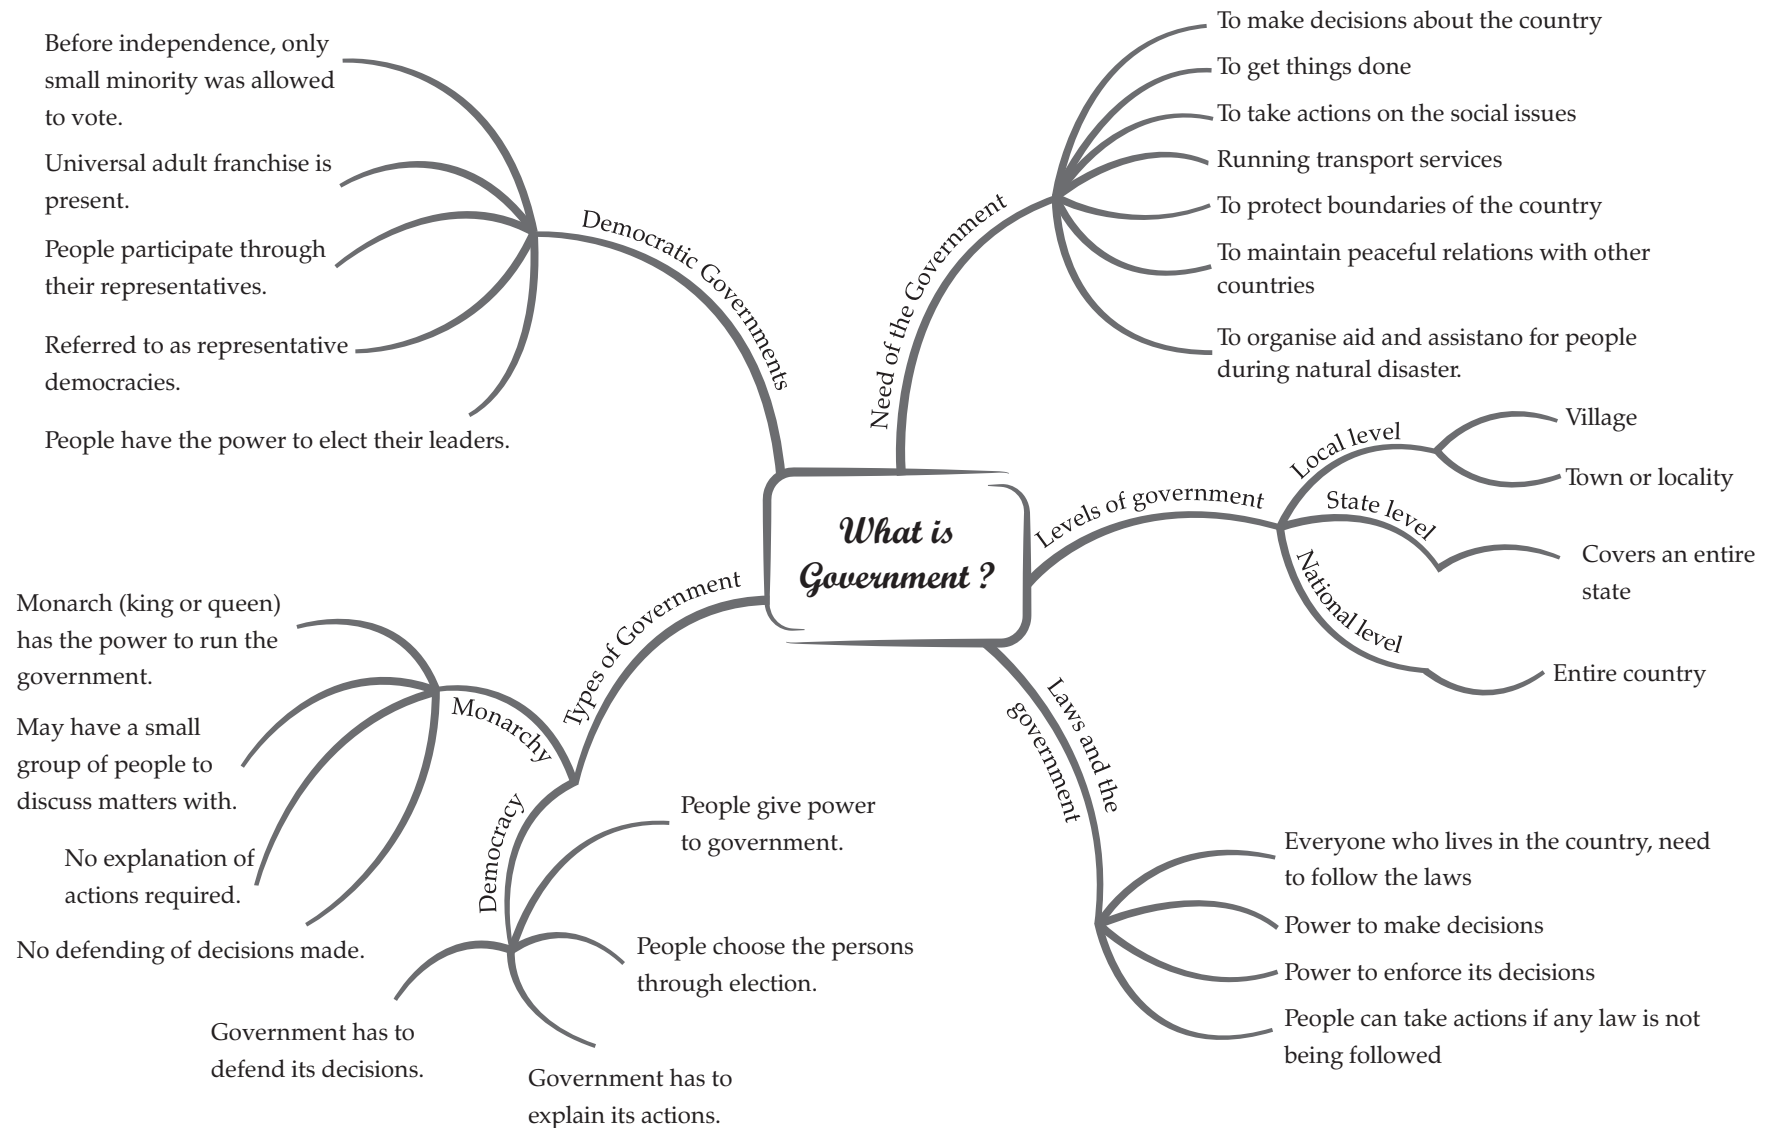 What is
Government ?
Democratic Governments
Before independence, only
small minority was allowed
to vote.
Universal adult franchise is
present.
People participate through
their representatives.
Referred to as representative
democracies.
People have the power to elect their leaders.
Need of the Government
To make decisions about the country
To get things done
To take actions on the social issues
Running transport services
To protect boundaries of the country
To maintain peaceful relations with other
countries
To organise aid and assistano for people
during natural disaster.
Levels of government
Local level
Village
Town or locality
State level
Covers an entire
state
National level
Entire country
Laws and the
government
Everyone who lives in the country, need
to follow the laws
Power to make decisions
Power to enforce its decisions
People can take actions if any law is not
being followed
Types of Government
Monarchy
Monarch (king or queen)
has the power to run the
government.
May have a small
group of people to
discuss matters with.
No explanation of
actions required.
No defending of decisions made.
Democracy
People give power
to government.
People choose the persons
through election.
Government has to
explain its actions.
Government has to
defend its decisions.